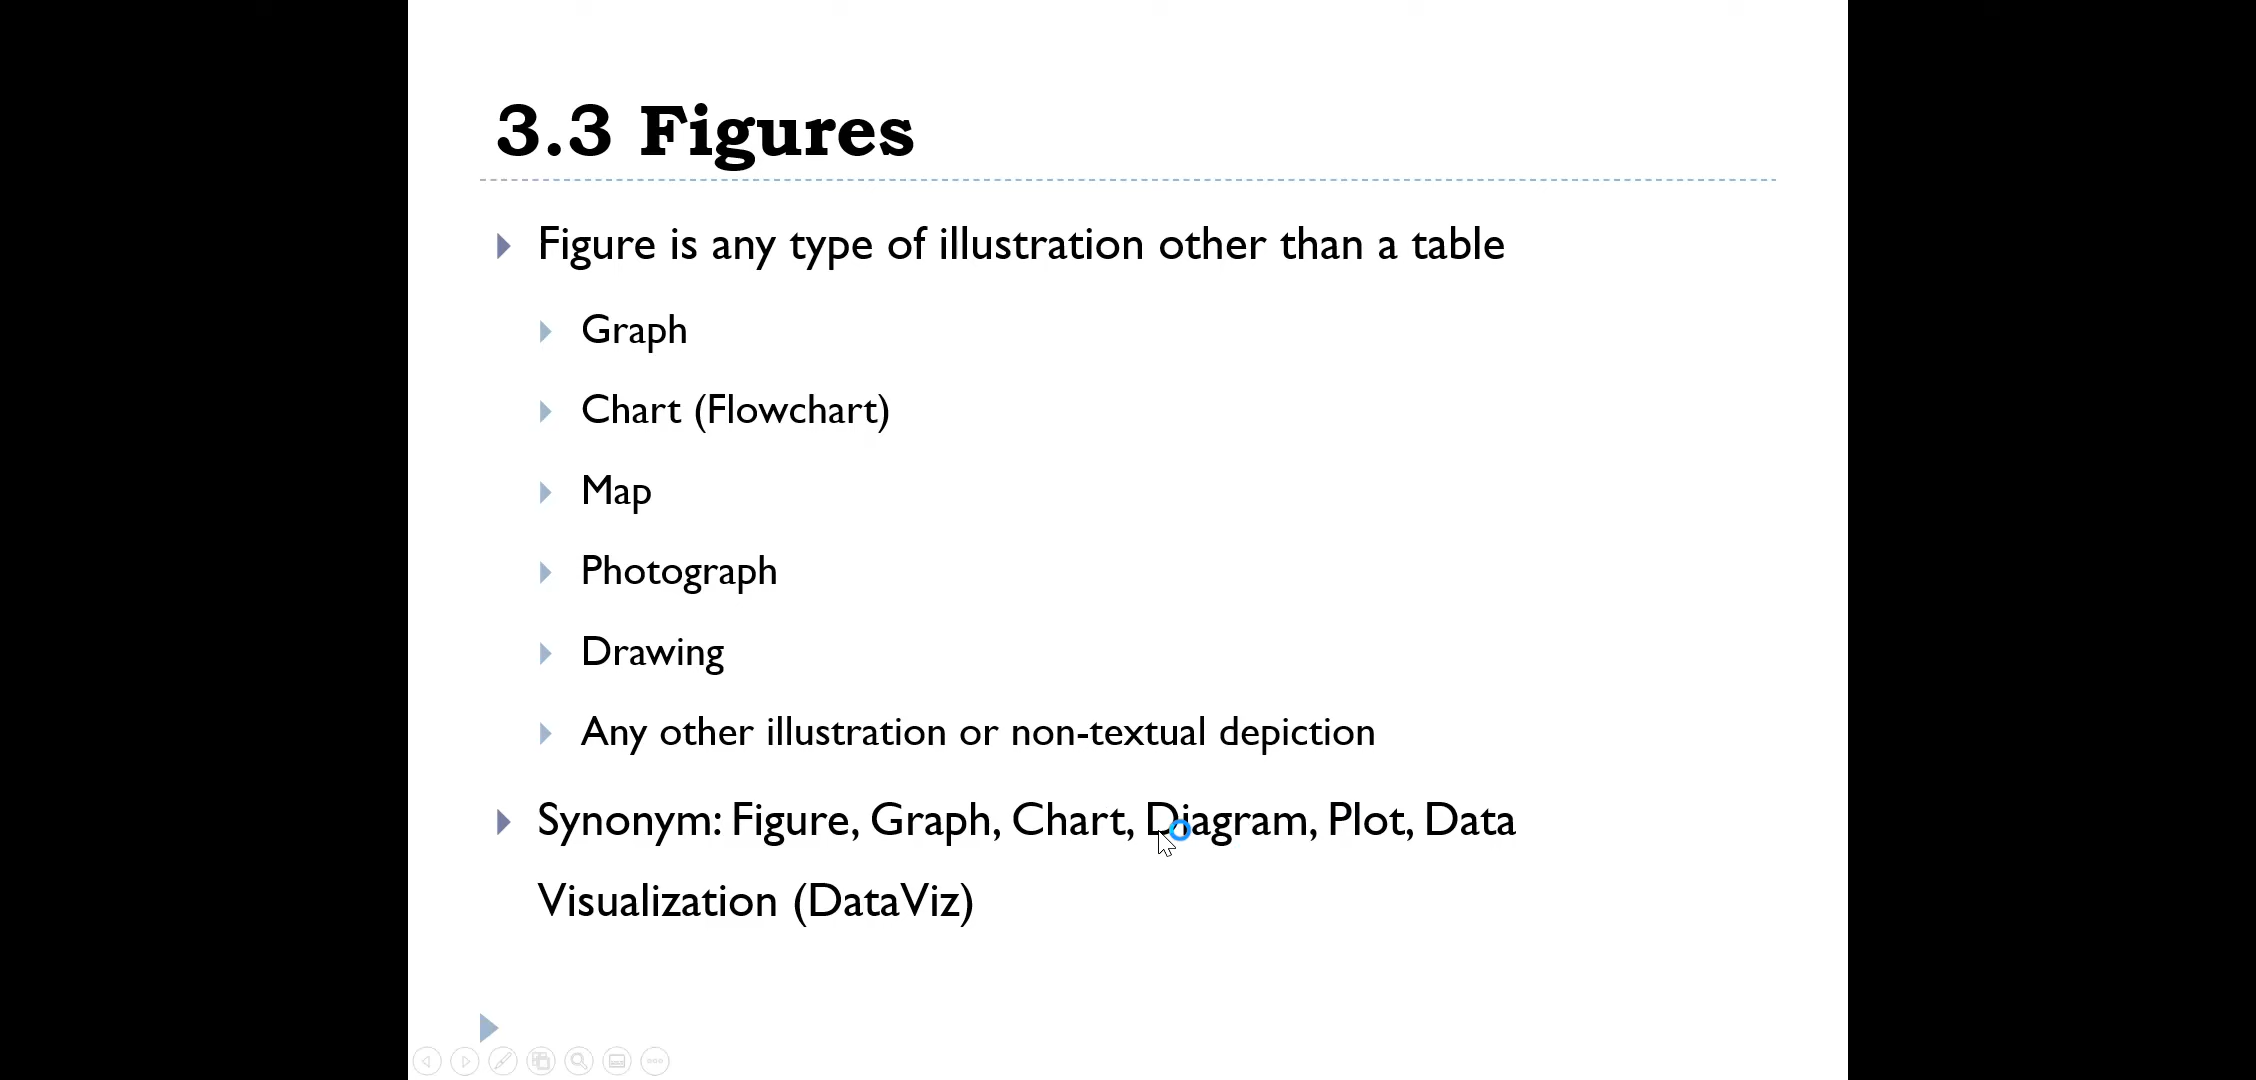 3.3 Figures
Figure is any type of illustration other than a table
Graph
Chart (Flowchart)
Map
Photograph
Drawing
Any other illustration or non-textual depiction
Synonym: Figure, Graph, Chart, Diagram, Plot, Data
Visualization (DataViz)